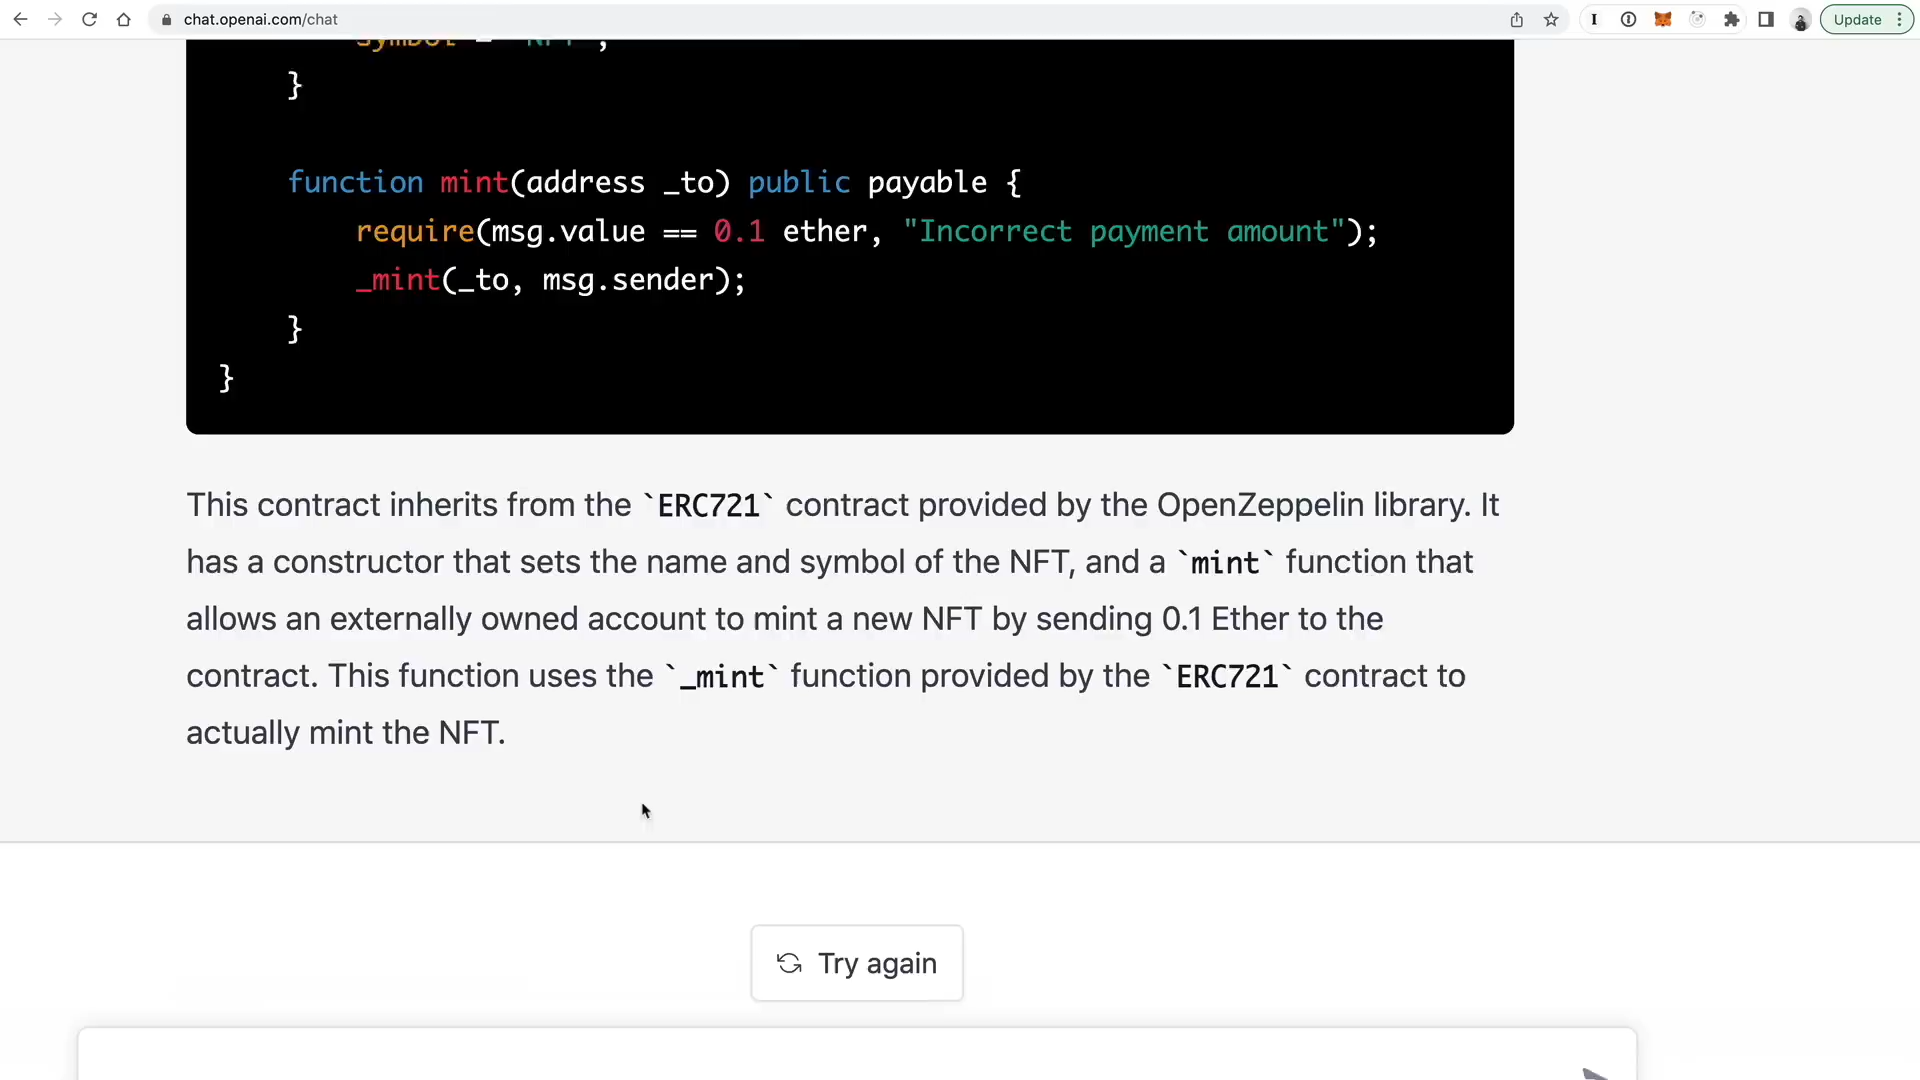 chat.openai.com/chat
Update
symbol = "NFT";
}
function mint(address _to) public payable {
require(msg.value == 0.1 ether, "Incorrect payment amount");
_mint(_to, msg.sender);
}
}
This contract inherits from the `ERC721` contract provided by the OpenZeppelin library. It
has a constructor that sets the name and symbol of the NFT, and a `mint` function that
allows an externally owned account to mint a new NFT by sending 0.1 Ether to the
contract. This function uses the `_mint` function provided by the `ERC721` contract to
actually mint the NFT.
Try again